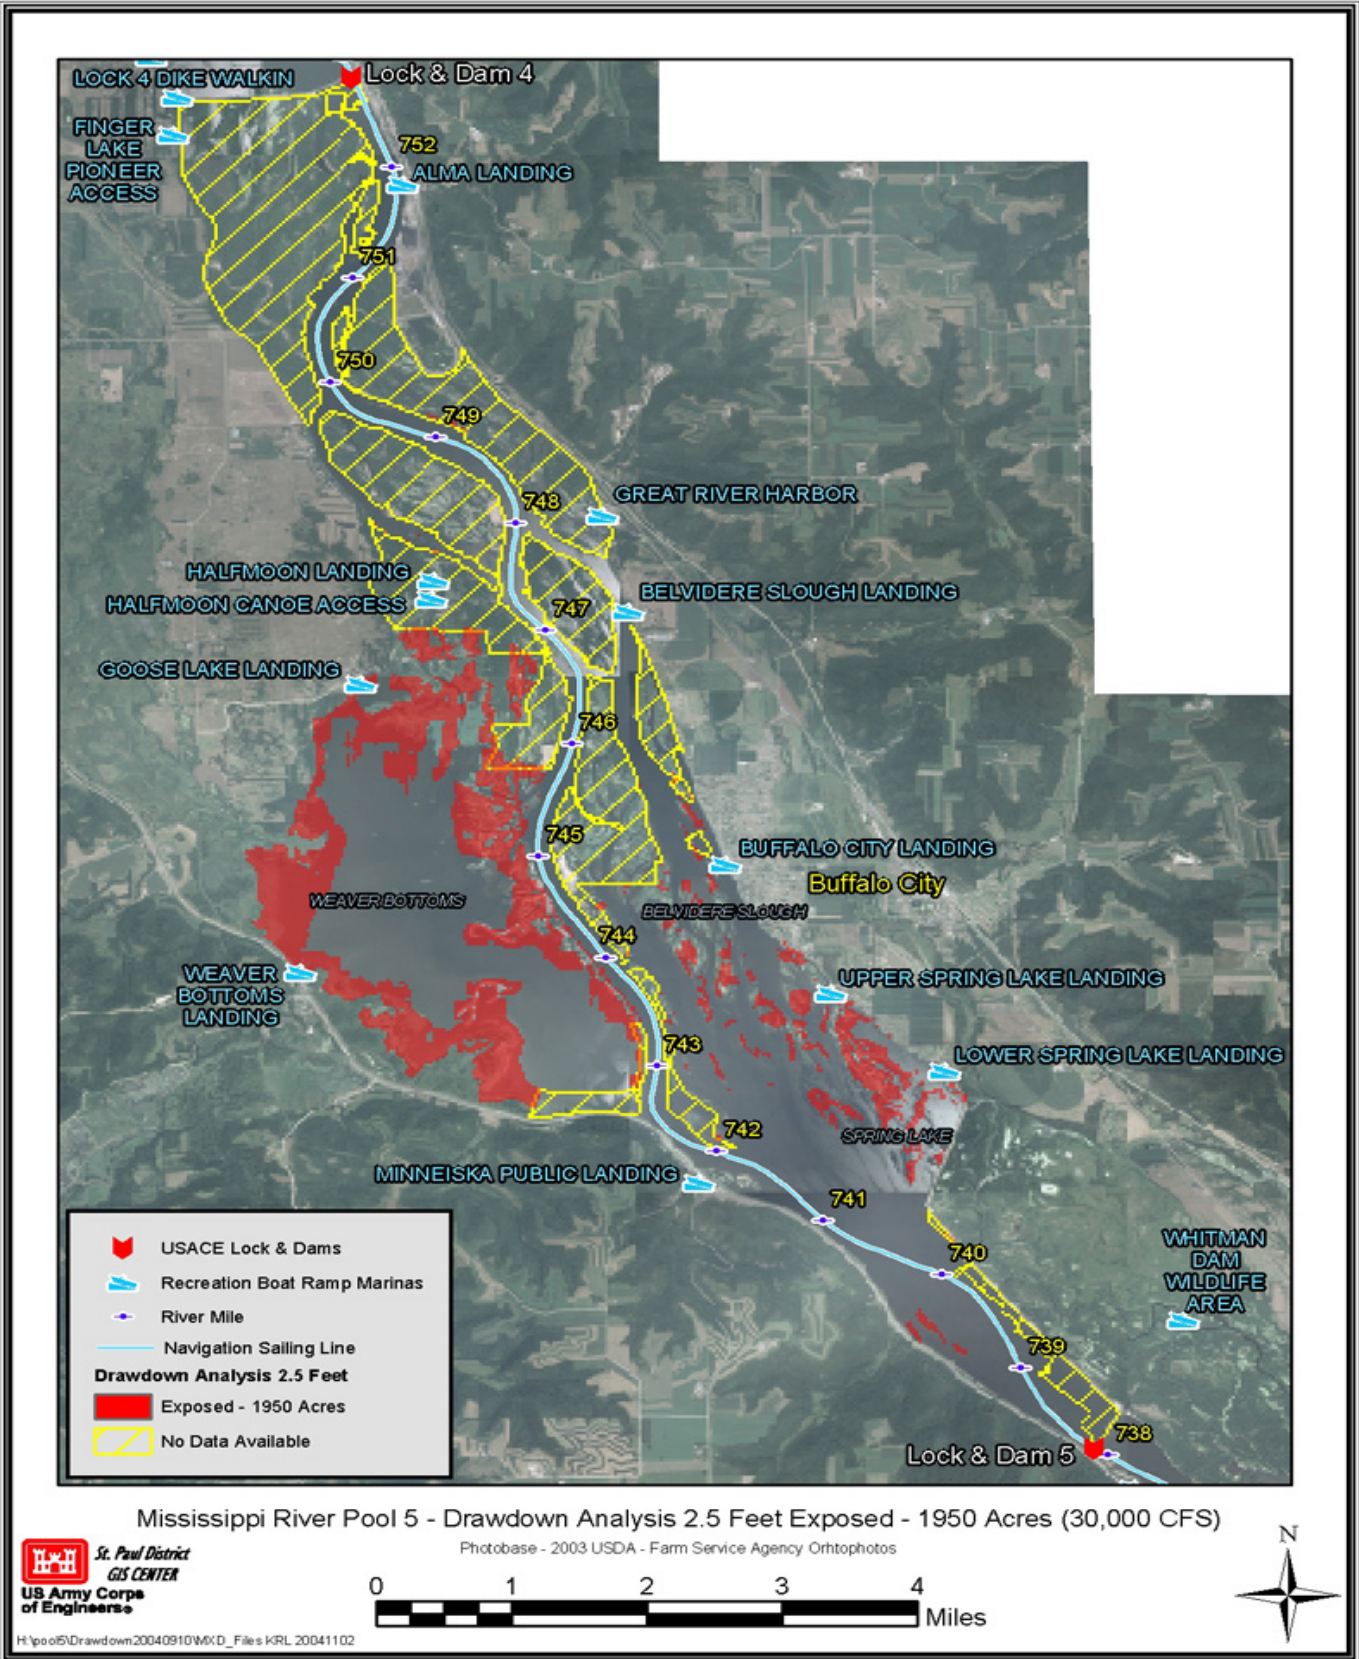 LOCK 4 DIKE WALKIN
Lock & Dam 4
FINGER
LAKE
PIONEER
ACCESS
752
ALMA LANDING
751
750
749
748
GREAT RIVER HARBOR
HALFMOON LANDING
HALFMOON CANOE ACCESS
747
BELVIDERE SLOUGH LANDING
GOOSE LAKE LANDING
746
745
BUFFALO CITY LANDING
Buffalo City
WEAVER BOTTOMS
BELVIDERE SLOUGH
744
WEAVER
BOTTOMS
LANDING
UPPER SPRING LAKE LANDING
743
LOWER SPRING LAKE LANDING
742
SPRING LAKE
MINNEISKA PUBLIC LANDING
741
740
WHITMAN
DAM
WILDLIFE
AREA
739
738
Lock & Dam 5
USACE Lock & Dams
Recreation Boat Ramp Marinas
River Mile
Navigation Sailing Line
Drawdown Analysis 2.5 Feet
Exposed - 1950 Acres
No Data Available
Mississippi River Pool 5 - Drawdown Analysis 2.5 Feet Exposed - 1950 Acres (30,000 CFS)
Photobase - 2003 USDA - Farm Service Agency Orhtophotos
St. Paul District
GIS CENTER
US Army Corps
of Engineers®
0 1 2 3 4
Miles
N
H:\pool5\Drawdown20040910\MXD_Files KRL 20041102